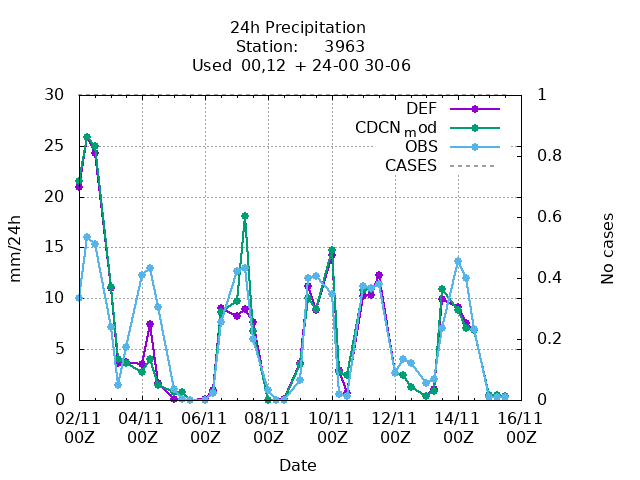 24h Precipitation
Station: 3963
Used 00,12 + 24-00 30-06
30 1
DEF
CDCN_mod
OBS
CASES
25
0.8
20
0.6
15
0.4
10
0.2
5
0 0
mm/24h
No cases
02/11 04/11 06/11 08/11 10/11 12/11 14/11 16/11
00Z 00Z 00Z 00Z 00Z 00Z 00Z 00Z
Date